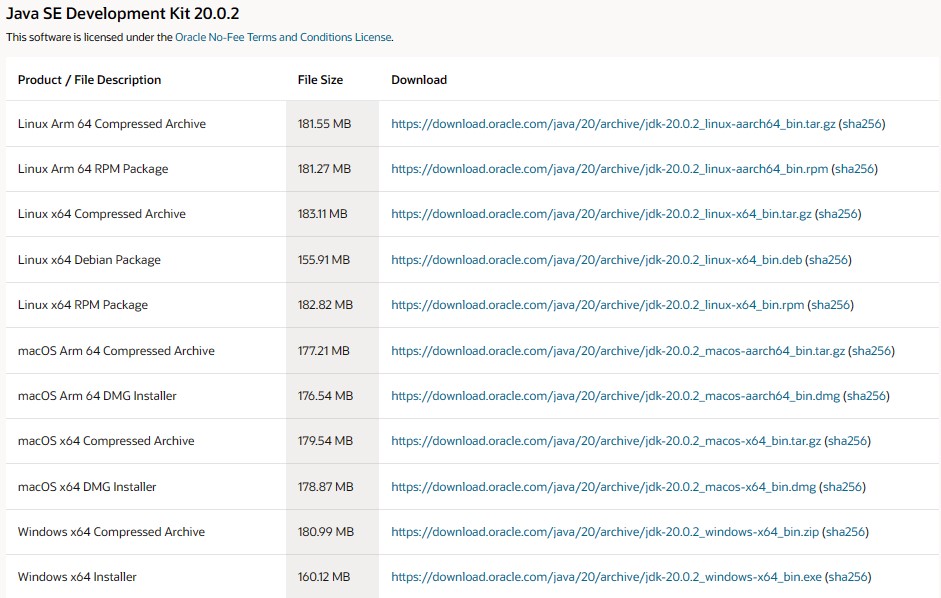 Java SE Development Kit 20.0.2
This software is licensed under the Oracle No-Fee Terms and Conditions License.
Product / File Description File Size Download
Linux Arm 64 Compressed Archive 181.55 MB https://download.oracle.com/java/20/archive/jdk-20.0.2_linux-aarch64_bin.tar.gz (sha256)
Linux Arm 64 RPM Package 181.27 MB https://download.oracle.com/java/20/archive/jdk-20.0.2_linux-aarch64_bin.rpm (sha256)
Linux x64 Compressed Archive 183.11 MB https://download.oracle.com/java/20/archive/jdk-20.0.2_linux-x64_bin.tar.gz (sha256)
Linux x64 Debian Package 155.91 MB https://download.oracle.com/java/20/archive/jdk-20.0.2_linux-x64_bin.deb (sha256)
Linux x64 RPM Package 182.82 MB https://download.oracle.com/java/20/archive/jdk-20.0.2_linux-x64_bin.rpm (sha256)
macOS Arm 64 Compressed Archive 177.21 MB https://download.oracle.com/java/20/archive/jdk-20.0.2_macos-aarch64_bin.tar.gz (sha256)
macOS Arm 64 DMG Installer 176.54 MB https://download.oracle.com/java/20/archive/jdk-20.0.2_macos-aarch64_bin.dmg (sha256)
macOS x64 Compressed Archive 179.54 MB https://download.oracle.com/java/20/archive/jdk-20.0.2_macos-x64_bin.tar.gz (sha256)
macOS x64 DMG Installer 178.87 MB https://download.oracle.com/java/20/archive/jdk-20.0.2_macos-x64_bin.dmg (sha256)
Windows x64 Compressed Archive 180.99 MB https://download.oracle.com/java/20/archive/jdk-20.0.2_windows-x64_bin.zip (sha256)
Windows x64 Installer 160.12 MB https://download.oracle.com/java/20/archive/jdk-20.0.2_windows-x64_bin.exe (sha256)